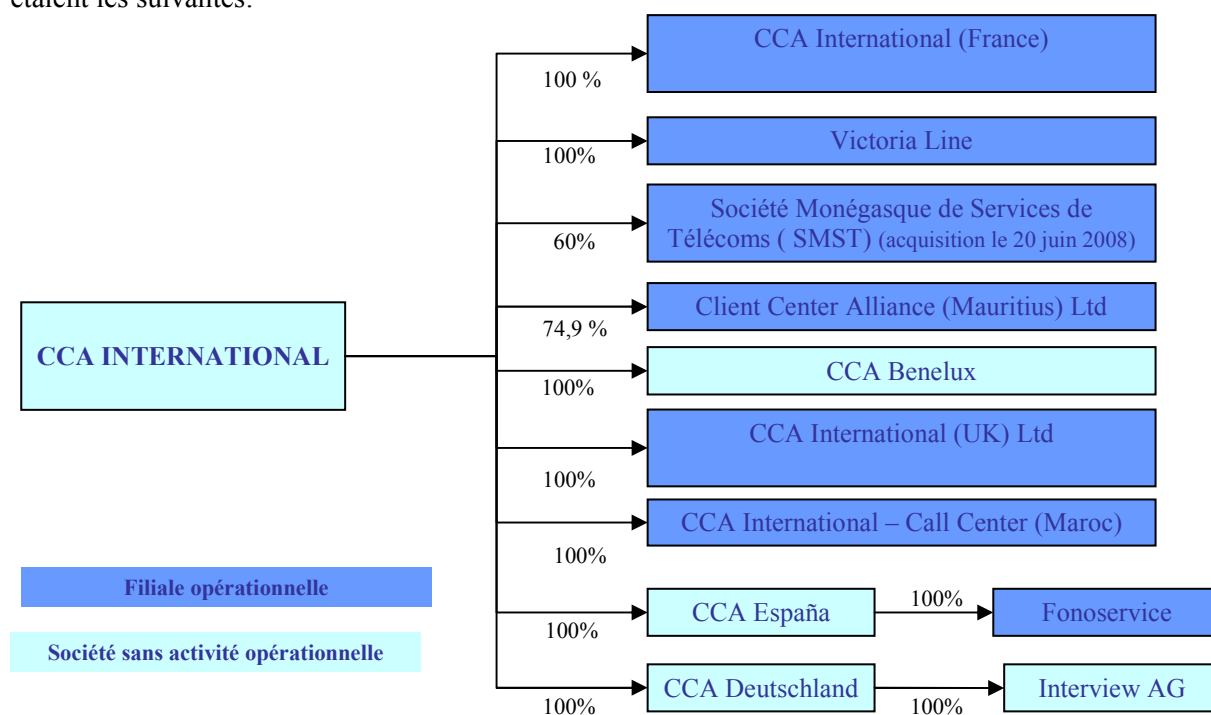 étaient les suivantes:
CCA International (France)
100 %
Victoria Line
100%
Société Monégasque de Services de
Télécoms ( SMST) (acquisition le 20 juin 2008)
60%
Client Center Alliance (Mauritius) Ltd
74,9 %
CCA INTERNATIONAL
CCA Benelux
100%
CCA International (UK) Ltd
100%
CCA International – Call Center (Maroc)
100%
Filiale opérationnelle
CCA España
100%
Fonoservice
100%
Société sans activité opérationnelle
CCA Deutschland
Interview AG
100%
100%